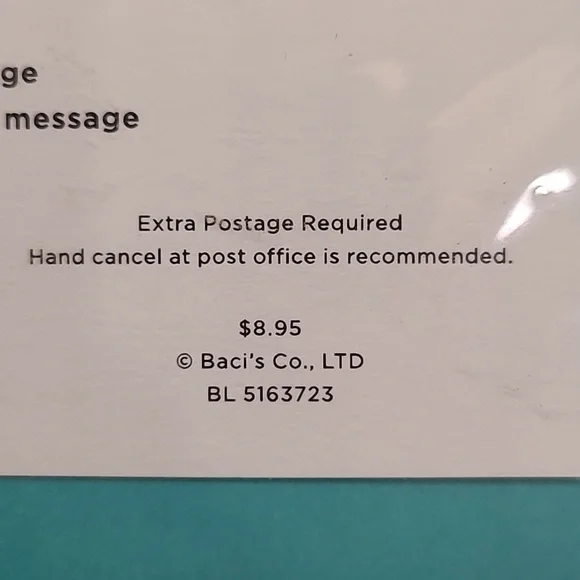 ge
message
Extra Postage Required
Hand cancel at post office is recommended.
$8.95
© Baci's Co., LTD
BL 5163723